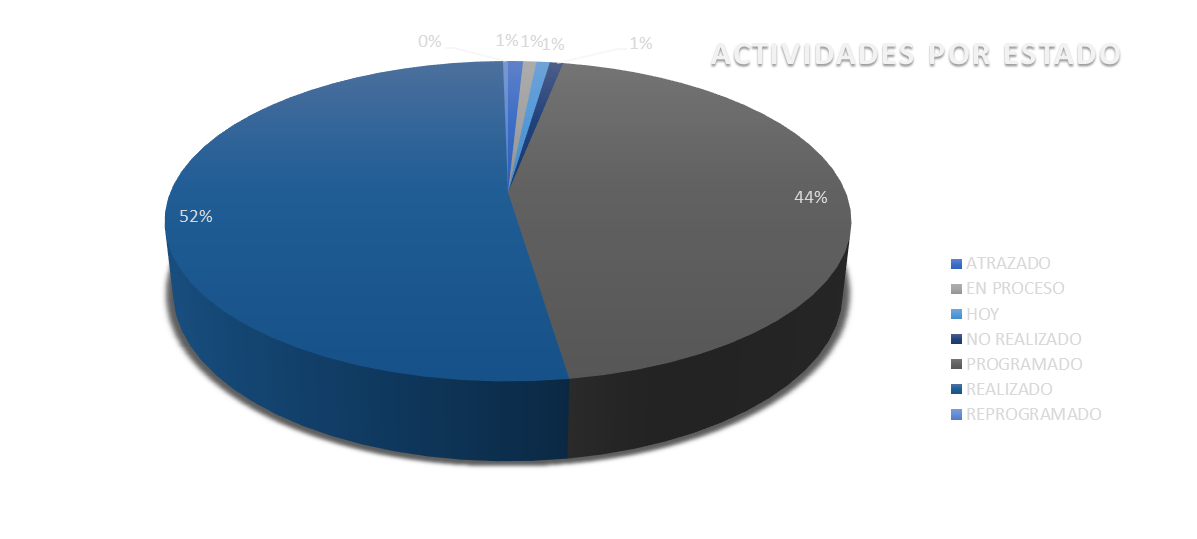 ACTIVIDADES POR ESTADO
0%
1%
1%
1%
1%
44%
52%
ATRAZADO
EN PROCESO
HOY
NO REALIZADO
PROGRAMADO
REALIZADO
REPROGRAMADO